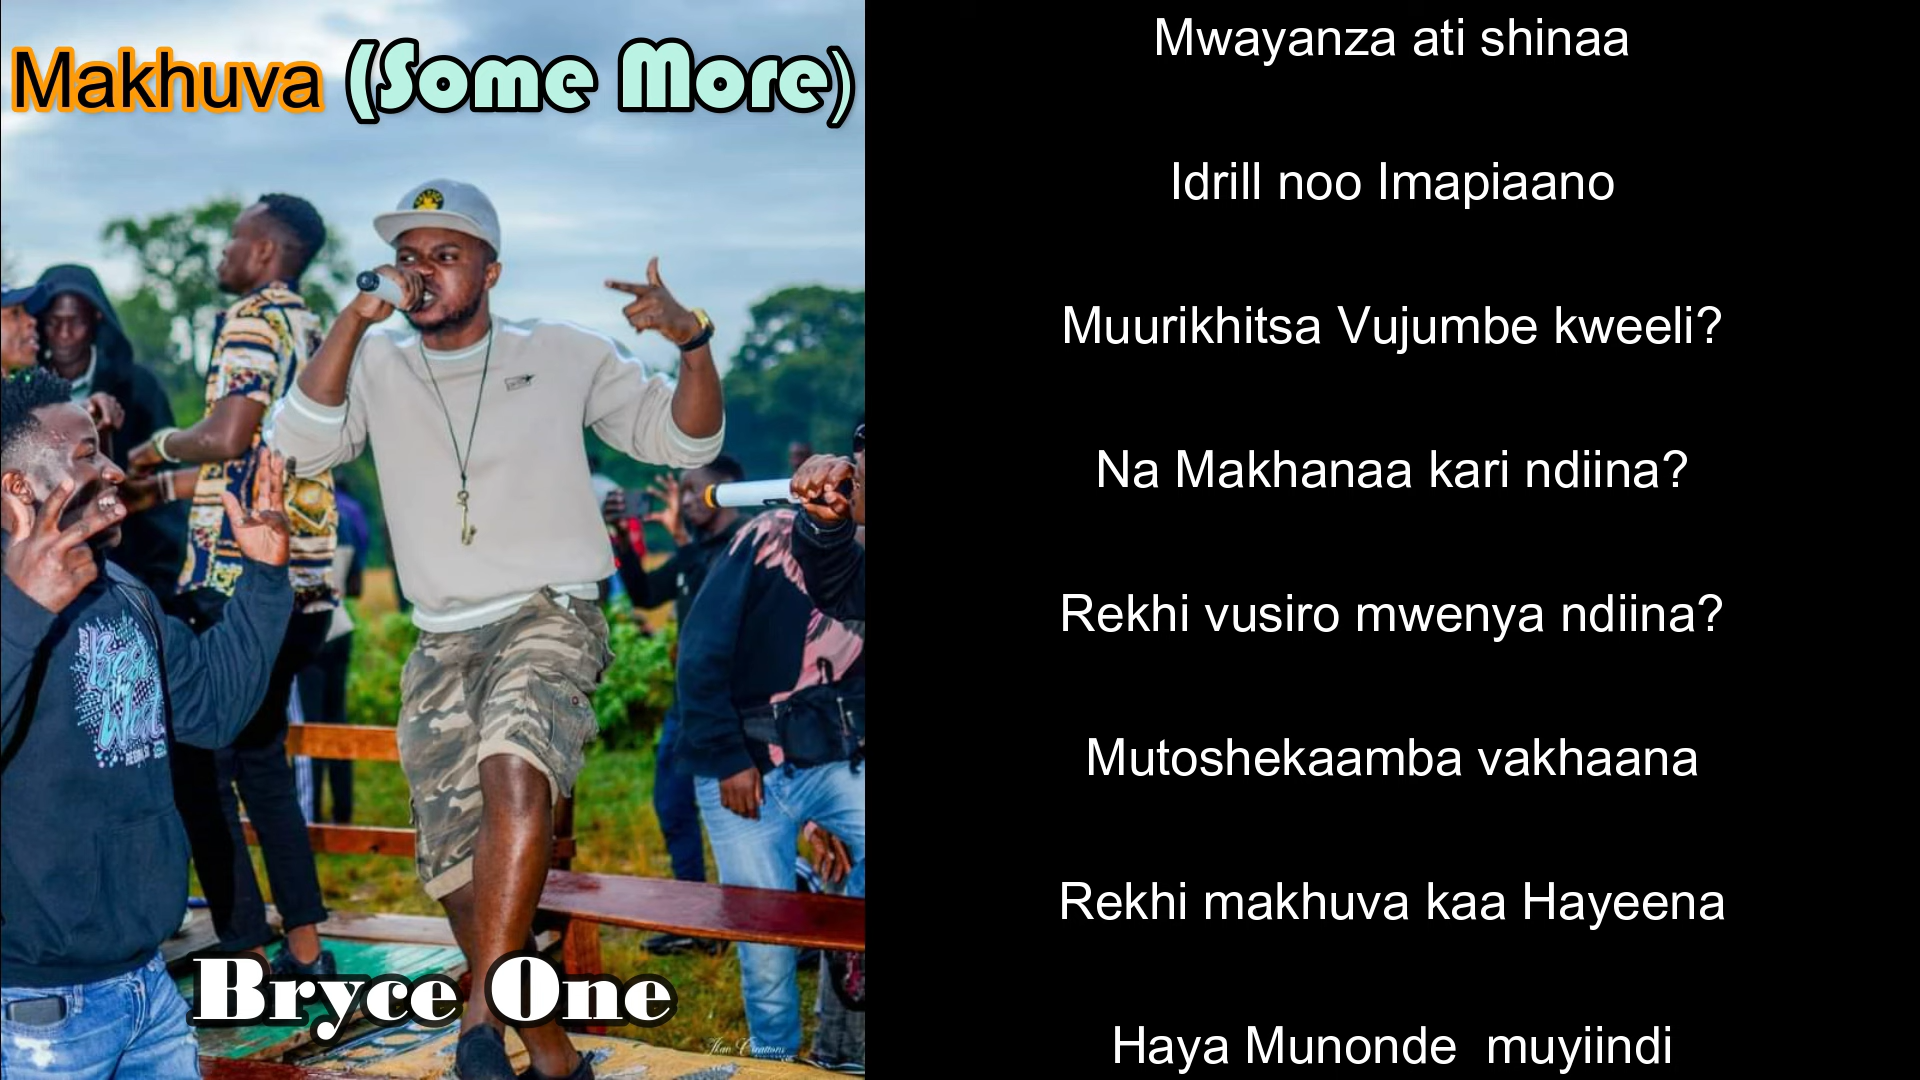 Makhuva (Some More)
Bryce One
Mwayanza ati shinaa
Idrill noo Imapiaano
Muurikhitsa Vujumbe kweeli?
Na Makhanaa kari ndiina?
Rekhi vusiro mwenya ndiina?
Mutoshekaamba vakhaana
Rekhi makhuva kaa Hayeena
Haya Munonde  muyiindi